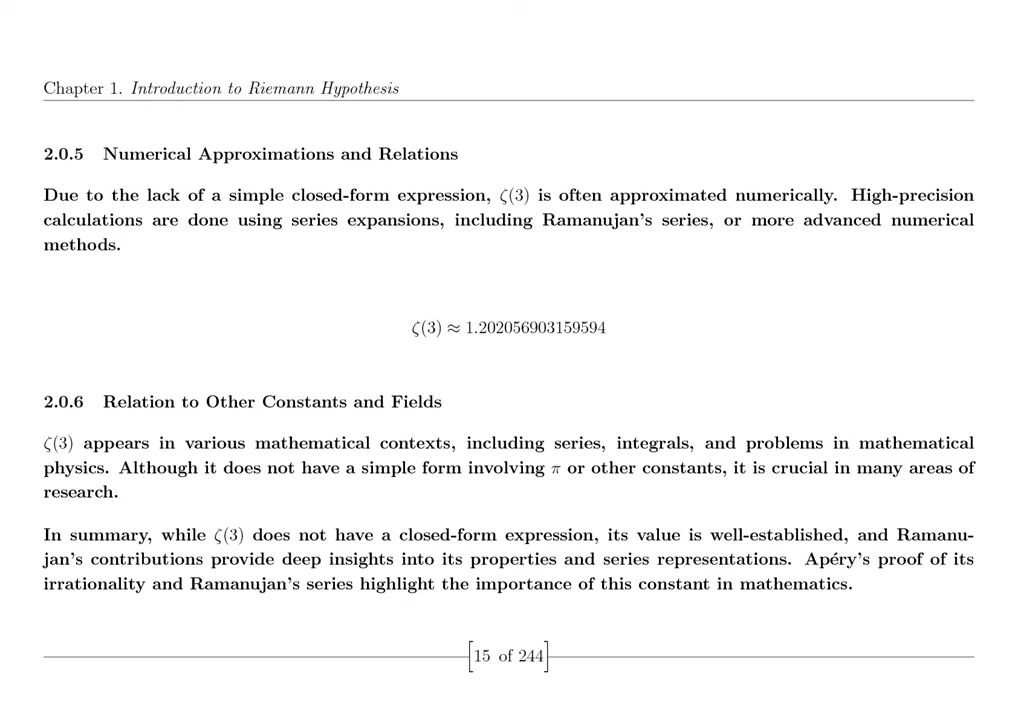 Chapter 1. Introduction to Riemann Hypothesis
2.0.5 Numerical Approximations and Relations
Due to the lack of a simple closed-form expression, ζ(3) is often approximated numerically. High-precision
calculations are done using series expansions, including Ramanujan's series, or more advanced numerical
methods.
ζ(3) ≈ 1.202056903159594
2.0.6 Relation to Other Constants and Fields
ζ(3) appears in various mathematical contexts, including series, integrals, and problems in mathematical
physics. Although it does not have a simple form involving π or other constants, it is crucial in many areas of
research.
In summary, while ζ(3) does not have a closed-form expression, its value is well-established, and Ramanu-
jan's contributions provide deep insights into its properties and series representations. Apéry's proof of its
irrationality and Ramanujan's series highlight the importance of this constant in mathematics.
[15 of 244]